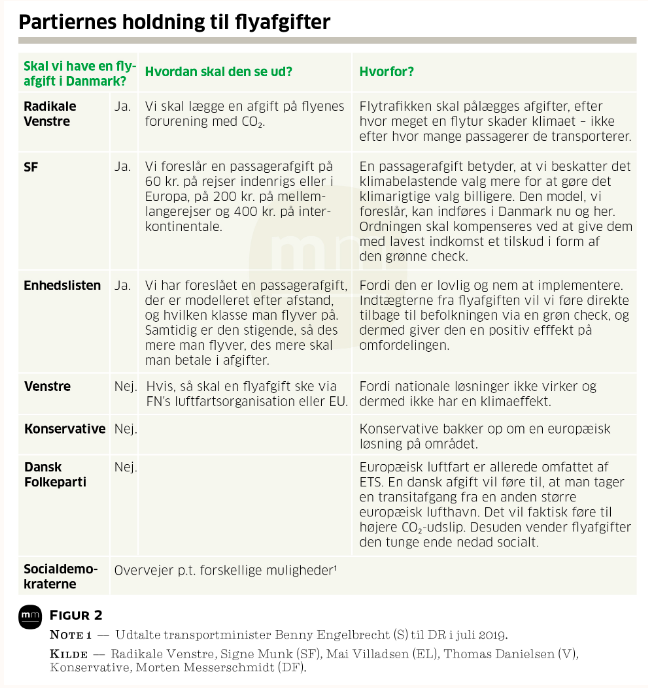 Partiernes holdning til flyafgifter
Skal vi have en fly-
afgift i Danmark?
Hvordan skal den se ud?
Hvorfor?
Radikale
Venstre
Ja.
Vi skal lægge en afgift på flyenes
forurening med CO₂.
Flytrafikken skal pålægges afgifter, efter
hvor meget en flytur skader klimaet – ikke
efter hvor mange passagerer de transporterer.
SF
Ja.
Vi foreslår en passagerafgift på
60 kr. på rejser indenrigs eller i
Europa, på 200 kr. på mellem-
langerejser og 400 kr. på inter-
kontinentale.
En passagerafgift betyder, at vi beskatter det
klimabelastende valg mere for at gøre det
klimarigtige valg billigere. Den model, vi
foreslår, kan indføres i Danmark nu og her.
Ordningen skal kompenseres ved at give dem
med lavest indkomst et tilskud i form af
den grønne check.
Enhedslisten
Ja.
Vi har foreslået en passagerafgift,
der er modelleret efter afstand,
og hvilken klasse man flyver på.
Samtidig er den stigende, så des
mere man flyver, des mere skal
man betale i afgifter.
Fordi den er lovlig og nem at implementere.
Indtægterne fra flyafgiften vil vi føre direkte
tilbage til befolkningen via en grøn check, og
dermed giver den en positiv efffekt på
omfordelingen.
Venstre
Nej.
Hvis, så skal en flyafgift ske via
FN's luftfartsorganisation eller EU.
Fordi nationale løsninger ikke virker og
dermed ikke har en klimaeffekt.
Konservative
Nej.
Konservative bakker op om en europæisk
løsning på området.
Dansk
Folkeparti
Nej.
Europæisk luftfart er allerede omfattet af
ETS. En dansk afgift vil føre til, at man tager
en transitafgang fra en anden større
europæisk lufthavn. Det vil faktisk føre til
højere CO₂-udslip. Desuden vender flyafgifter
den tunge ende nedad socialt.
Socialdemo-
kraterne
Overvejer p.t. forskellige muligheder¹
mm FIGUR 2
NOTE 1 — Udtalte transportminister Benny Engelbrecht (S) til DR i juli 2019.
KILDE — Radikale Venstre, Signe Munk (SF), Mai Villadsen (EL), Thomas Danielsen (V),
Konservative, Morten Messerschmidt (DF).
mm